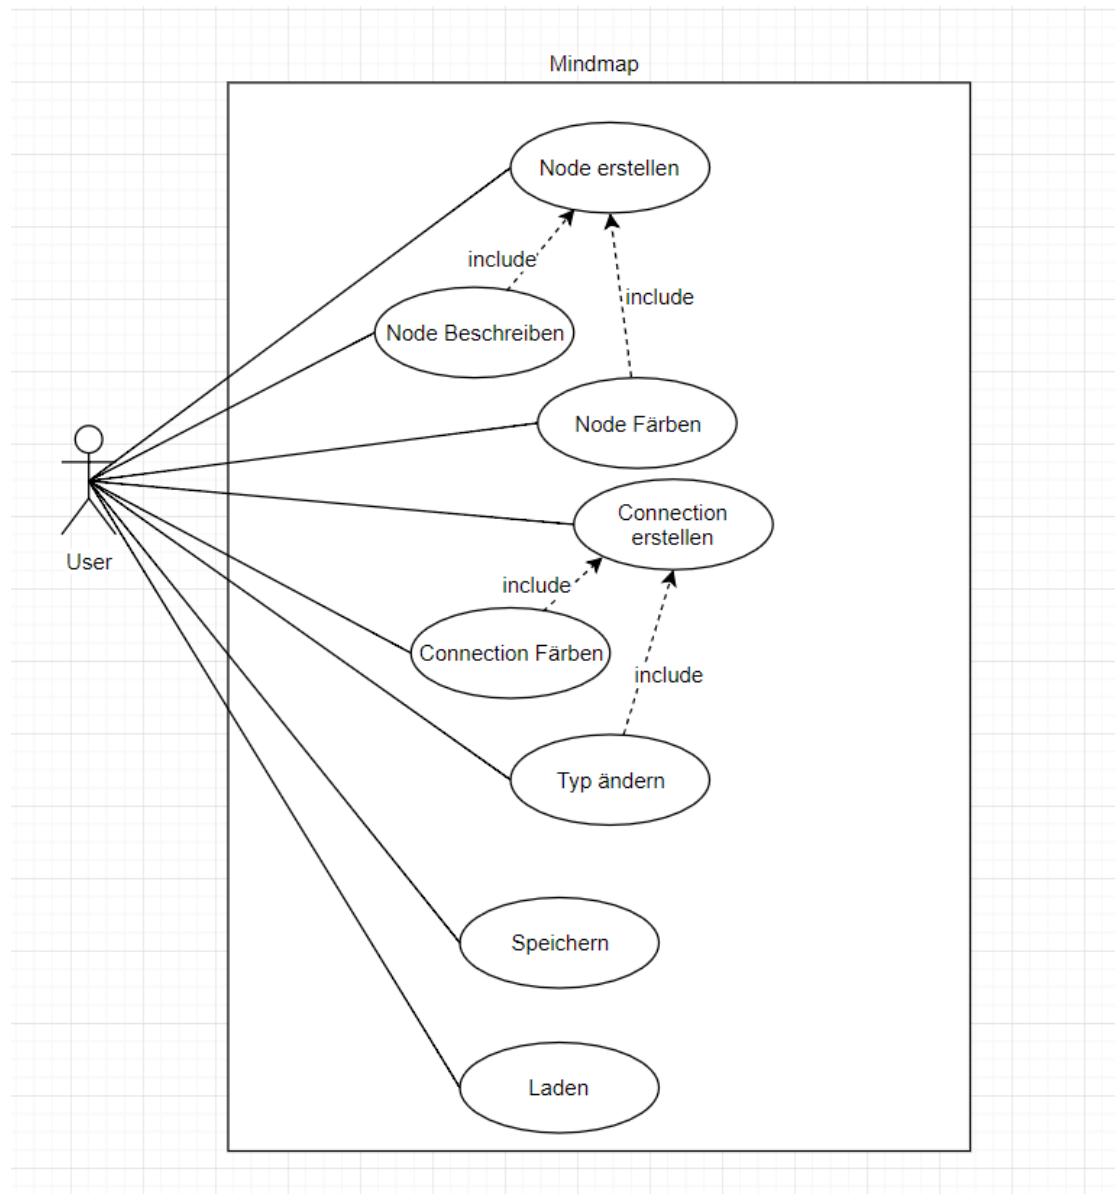 Mindmap
Node erstellen
include
include
Node Beschreiben
Node Färben
Connection
erstellen
User
include
Connection Färben
include
Typ ändern
Speichern
Laden